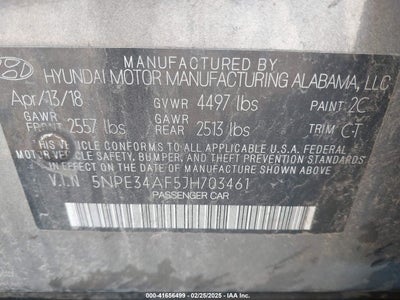 MANUFACTURED BY
HYUNDAI MOTOR MANUFACTURING ALABAMA, LLC
Apr/13/18 GVWR 4497 lbs PAINT 2C
GAWR FRONT 2557 lbs GAWR REAR 2513 lbs TRIM CT
THIS VEHICLE CONFORMS TO ALL APPLICABLE U.S.A. FEDERAL
MOTOR VEHICLE SAFETY, BUMPER, AND THEFT PREVENTION
STANDARDS IN EFFECT ON THE DATE OF MANUFACTURE SHOWN ABOVE.
V.I.N 5NPE34AF5JH703461
PASSENGER CAR
000-41656499 02/25/2025 - IAA, Inc.